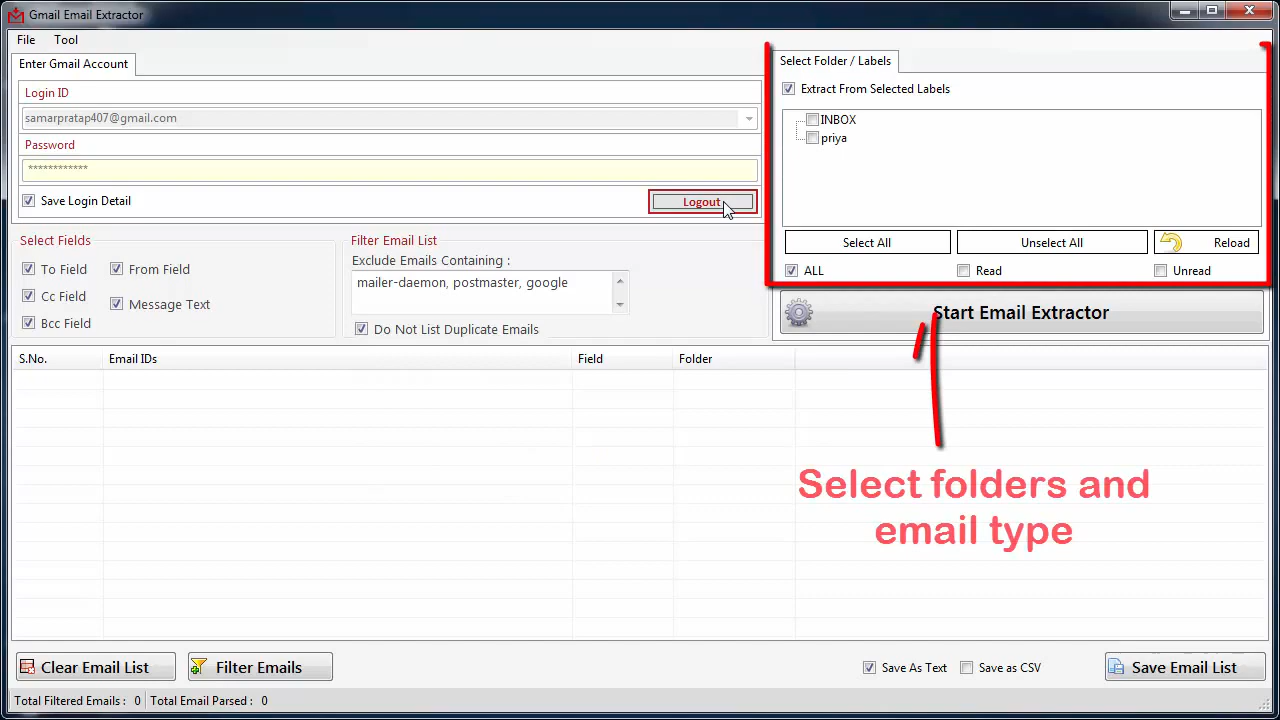 Gmail Email Extractor
File Tool
Enter Gmail Account
Login ID
samarpratap407@gmail.com
Password
************
Save Login Detail
Logout
Select Folder / Labels
Extract From Selected Labels
INBOX
priya
Select All Unselect All Reload
ALL Read Unread
Select Fields
To Field From Field
Cc Field Message Text
Bcc Field
Filter Email List
Exclude Emails Containing :
mailer-daemon, postmaster, google
Do Not List Duplicate Emails
Start Email Extractor
S.No. Email IDs Field Folder
Select folders and
email type
Clear Email List Filter Emails Save As Text Save as CSV Save Email List
Total Filtered Emails : 0 Total Email Parsed : 0